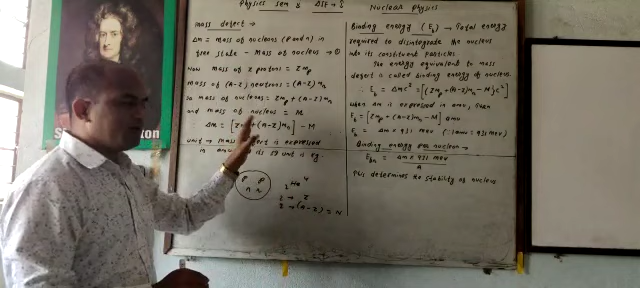 Physics Sem II DSE → S
Nuclear Physics
Mass defect →
Δm = Mass of nucleons (P and n) in
free state - Mass of nucleus → ①
Now Mass of Z protons = Zmp
Mass of (A-Z) neutrons = (A-Z) mn
so Mass of nucleons = Zmp + (A-Z) mn
and Mass of nucleus = M
Δm = [Zmp + (A-Z) mn] - M
unit → Mass defect is expressed
in amu its SI unit is kg.
P P
n n
2He4
2 → Z
2 → (A-Z) = N
Binding energy (Eb) → Total energy
required to disintegrate the nucleus
into its constituent particles.
The energy equivalent to mass
defect is called binding energy of nucleus.
∴ Eb = Δmc² = [{Zmp + (A-Z)mn - M}c²]
when Δm is expressed in amu, then
Eb = [Zmp + (A-Z)mn - M] amu
Eb = Δm × 931 mev (∵ 1amu = 931 mev)
Binding energy per nucleon →
Ebn = Δm × 931 mev
A
This determines the stability of nucleus